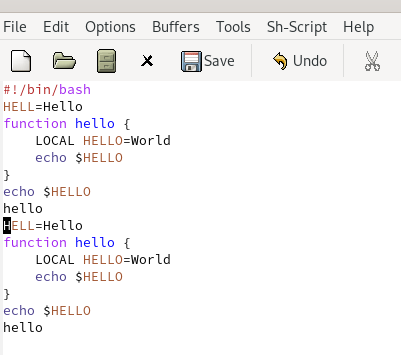 File Edit Options Buffers Tools Sh-Script Help
Save Undo
#!/bin/bash
HELL=Hello
function hello {
    LOCAL HELLO=World
    echo $HELLO
}
echo $HELLO
hello
HELL=Hello
function hello {
    LOCAL HELLO=World
    echo $HELLO
}
echo $HELLO
hello